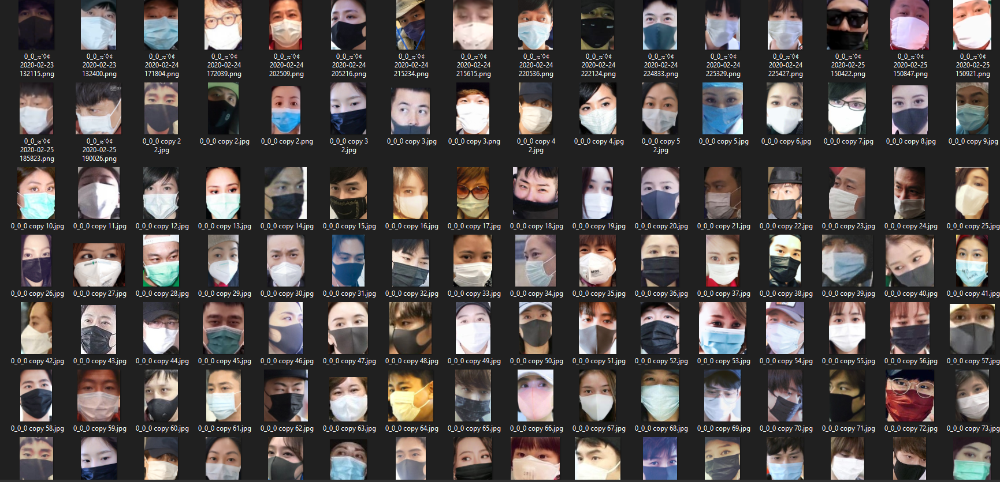 0_0_≈¨◊¢ 2020-02-23 132115.png
0_0_≈¨◊¢ 2020-02-23 132400.png
0_0_≈¨◊¢ 2020-02-24 171804.png
0_0_≈¨◊¢ 2020-02-24 172039.png
0_0_≈¨◊¢ 2020-02-24 202509.png
0_0_≈¨◊¢ 2020-02-24 205216.png
0_0_≈¨◊¢ 2020-02-24 215234.png
0_0_≈¨◊¢ 2020-02-24 215615.png
0_0_≈¨◊¢ 2020-02-24 220536.png
0_0_≈¨◊¢ 2020-02-24 222124.png
0_0_≈¨◊¢ 2020-02-24 224833.png
0_0_≈¨◊¢ 2020-02-24 225329.png
0_0_≈¨◊¢ 2020-02-24 225427.png
0_0_≈¨◊¢ 2020-02-25 150422.png
0_0_≈¨◊¢ 2020-02-25 150847.png
0_0_≈¨◊¢ 2020-02-25 150921.png
0_0_≈¨◊¢ 2020-02-25 185823.png
0_0_≈¨◊¢ 2020-02-25 190026.png
0_0_0 copy 2 2.jpg
0_0_0 copy 2.jpg
0_0_0 copy 2.png
0_0_0 copy 3 2.jpg
0_0_0 copy 3.jpg
0_0_0 copy 3.png
0_0_0 copy 4 2.jpg
0_0_0 copy 4.jpg
0_0_0 copy 5 2.jpg
0_0_0 copy 5.jpg
0_0_0 copy 6.jpg
0_0_0 copy 7.jpg
0_0_0 copy 8.jpg
0_0_0 copy 9.jpg
0_0_0 copy 10.jpg
0_0_0 copy 11.jpg
0_0_0 copy 12.jpg
0_0_0 copy 13.jpg
0_0_0 copy 14.jpg
0_0_0 copy 15.jpg
0_0_0 copy 16.jpg
0_0_0 copy 17.jpg
0_0_0 copy 18.jpg
0_0_0 copy 19.jpg
0_0_0 copy 20.jpg
0_0_0 copy 21.jpg
0_0_0 copy 22.jpg
0_0_0 copy 23.jpg
0_0_0 copy 24.jpg
0_0_0 copy 25.jpg
0_0_0 copy 26.jpg
0_0_0 copy 27.jpg
0_0_0 copy 28.jpg
0_0_0 copy 29.jpg
0_0_0 copy 30.jpg
0_0_0 copy 31.jpg
0_0_0 copy 32.jpg
0_0_0 copy 33.jpg
0_0_0 copy 34.jpg
0_0_0 copy 35.jpg
0_0_0 copy 36.jpg
0_0_0 copy 37.jpg
0_0_0 copy 38.jpg
0_0_0 copy 39.jpg
0_0_0 copy 40.jpg
0_0_0 copy 41.jpg
0_0_0 copy 42.jpg
0_0_0 copy 43.jpg
0_0_0 copy 44.jpg
0_0_0 copy 45.jpg
0_0_0 copy 46.jpg
0_0_0 copy 47.jpg
0_0_0 copy 48.jpg
0_0_0 copy 49.jpg
0_0_0 copy 50.jpg
0_0_0 copy 51.jpg
0_0_0 copy 52.jpg
0_0_0 copy 53.jpg
0_0_0 copy 54.jpg
0_0_0 copy 55.jpg
0_0_0 copy 56.jpg
0_0_0 copy 57.jpg
0_0_0 copy 58.jpg
0_0_0 copy 59.jpg
0_0_0 copy 60.jpg
0_0_0 copy 61.jpg
0_0_0 copy 62.jpg
0_0_0 copy 63.jpg
0_0_0 copy 64.jpg
0_0_0 copy 65.jpg
0_0_0 copy 66.jpg
0_0_0 copy 67.jpg
0_0_0 copy 68.jpg
0_0_0 copy 69.jpg
0_0_0 copy 70.jpg
0_0_0 copy 71.jpg
0_0_0 copy 72.jpg
0_0_0 copy 73.jpg